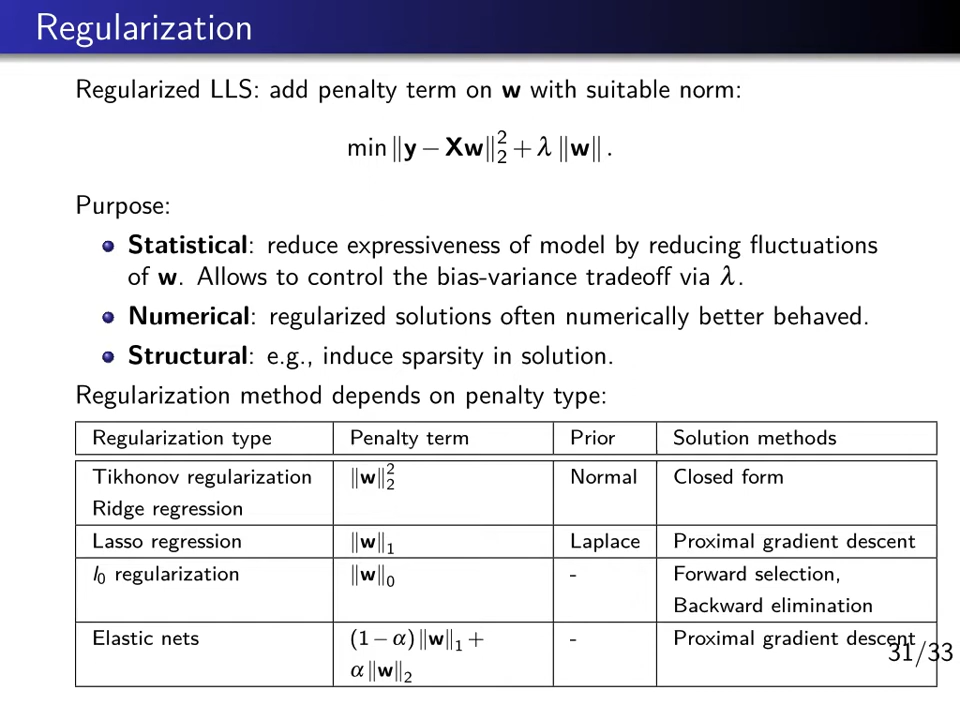 Regularization
Regularized LLS: add penalty term on w with suitable norm:
min ‖y − Xw‖₂² + λ ‖w‖ .
Purpose:
Statistical: reduce expressiveness of model by reducing fluctuations
of w. Allows to control the bias-variance tradeoff via λ.
Numerical: regularized solutions often numerically better behaved.
Structural: e.g., induce sparsity in solution.
Regularization method depends on penalty type:
Regularization type Penalty term Prior Solution methods
Tikhonov regularization ‖w‖₂² Normal Closed form
Ridge regression
Lasso regression ‖w‖₁ Laplace Proximal gradient descent
l₀ regularization ‖w‖₀ - Forward selection,
Backward elimination
Elastic nets (1 − α) ‖w‖₁ + - Proximal gradient descent
α ‖w‖₂
31/33